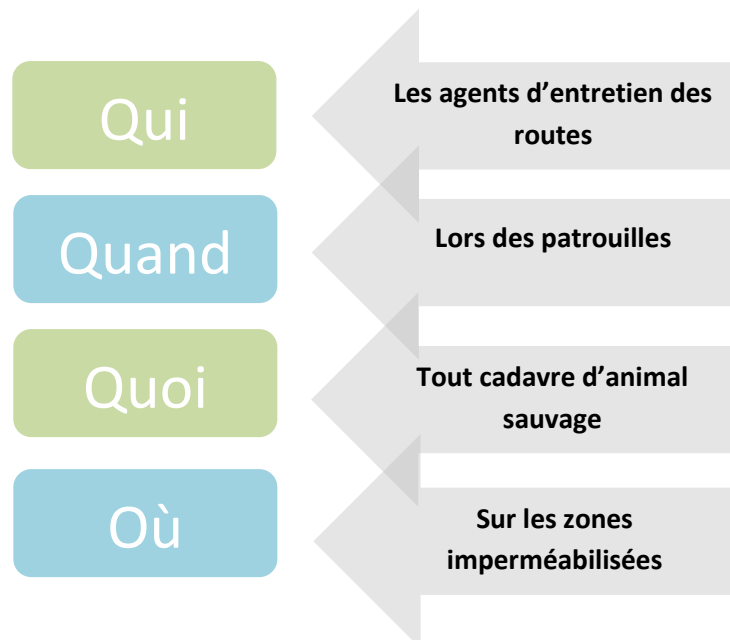 Qui
Les agents d’entretien des
routes
Quand
Lors des patrouilles
Quoi
Tout cadavre d’animal
sauvage
Où
Sur les zones
imperméabilisées